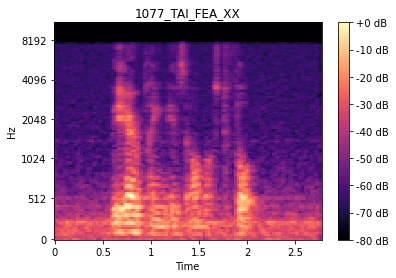 1077_TAI_FEA_XX
+0 dB
8192
-10 dB
4096
-20 dB
-30 dB
2048
Hz
-40 dB
1024
-50 dB
512
-60 dB
-70 dB
0
-80 dB
0 0.5 1 1.5 2 2.5
Time